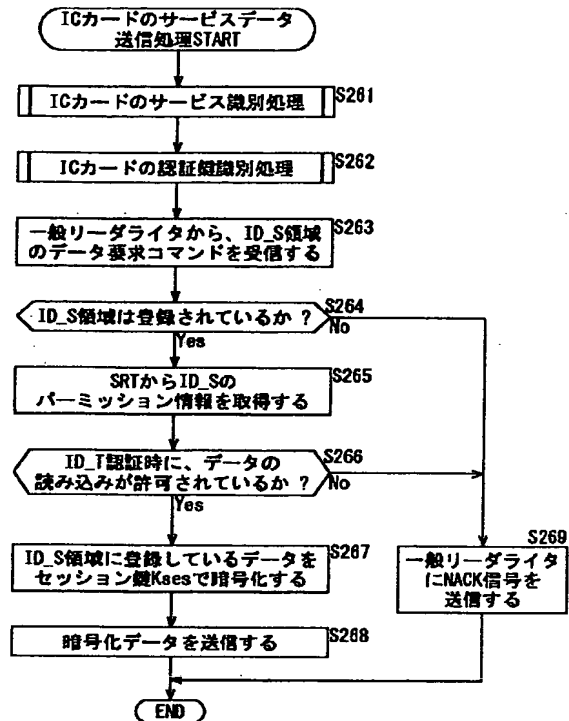 ICカードのサービスデータ
送信処理START
ICカードのサービス識別処理
S261
ICカードの認証鍵識別処理
S262
一般リーダライタから、ID_S領域
のデータ要求コマンドを受信する
S263
ID_S領域は登録されているか ?
S264
No
Yes
SRTからID_Sの
パーミッション情報を取得する
S265
ID_T認証時に、データの
読み込みが許可されているか ?
S266
No
Yes
ID_S領域に登録しているデータを
セッション鍵Ksesで暗号化する
S267
S269
一般リーダライタ
にNACK信号を
送信する
暗号化データを送信する
S268
END